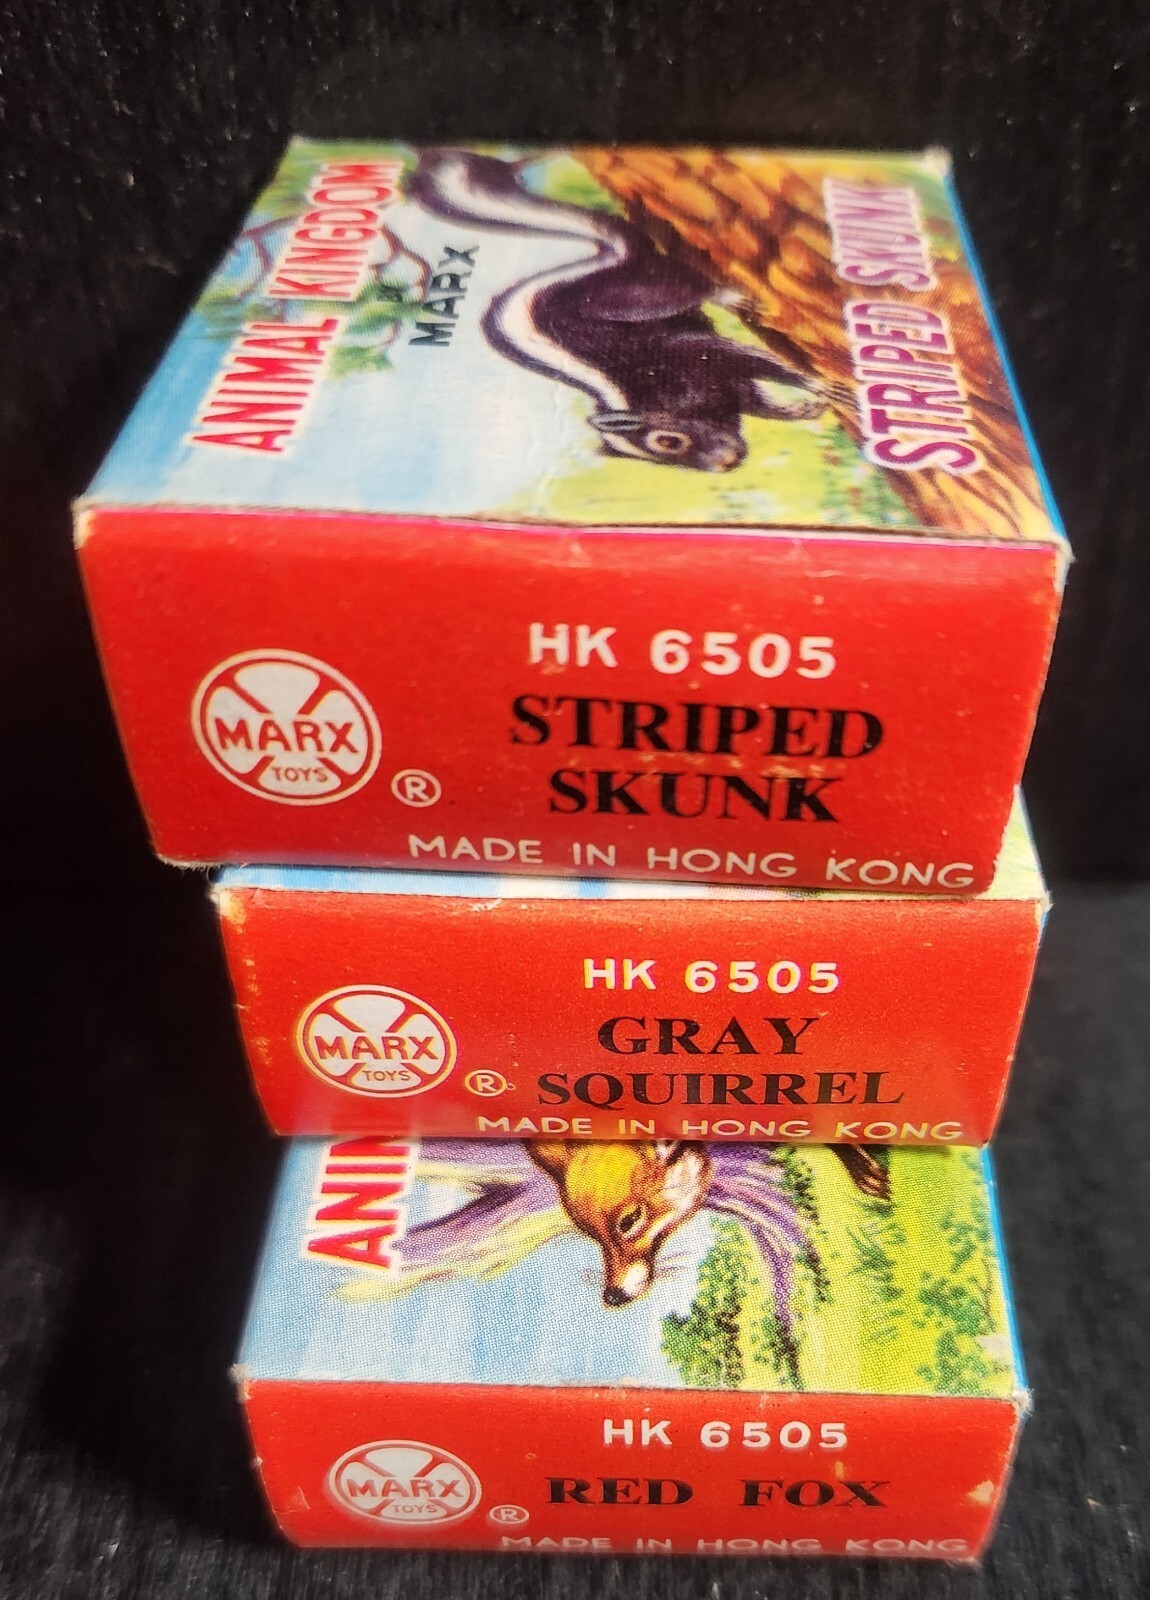 ANIMAL KINGDOM
BY
MARX
STRIPED SKUNK
HK 6505
MARX
TOYS
®
STRIPED
SKUNK
MADE IN HONG KONG
HK 6505
MARX
TOYS
®
GRAY
SQUIRREL
MADE IN HONG KONG
ANIM
HK 6505
MARX
TOYS
®
RED FOX
MADE IN HONG KONG